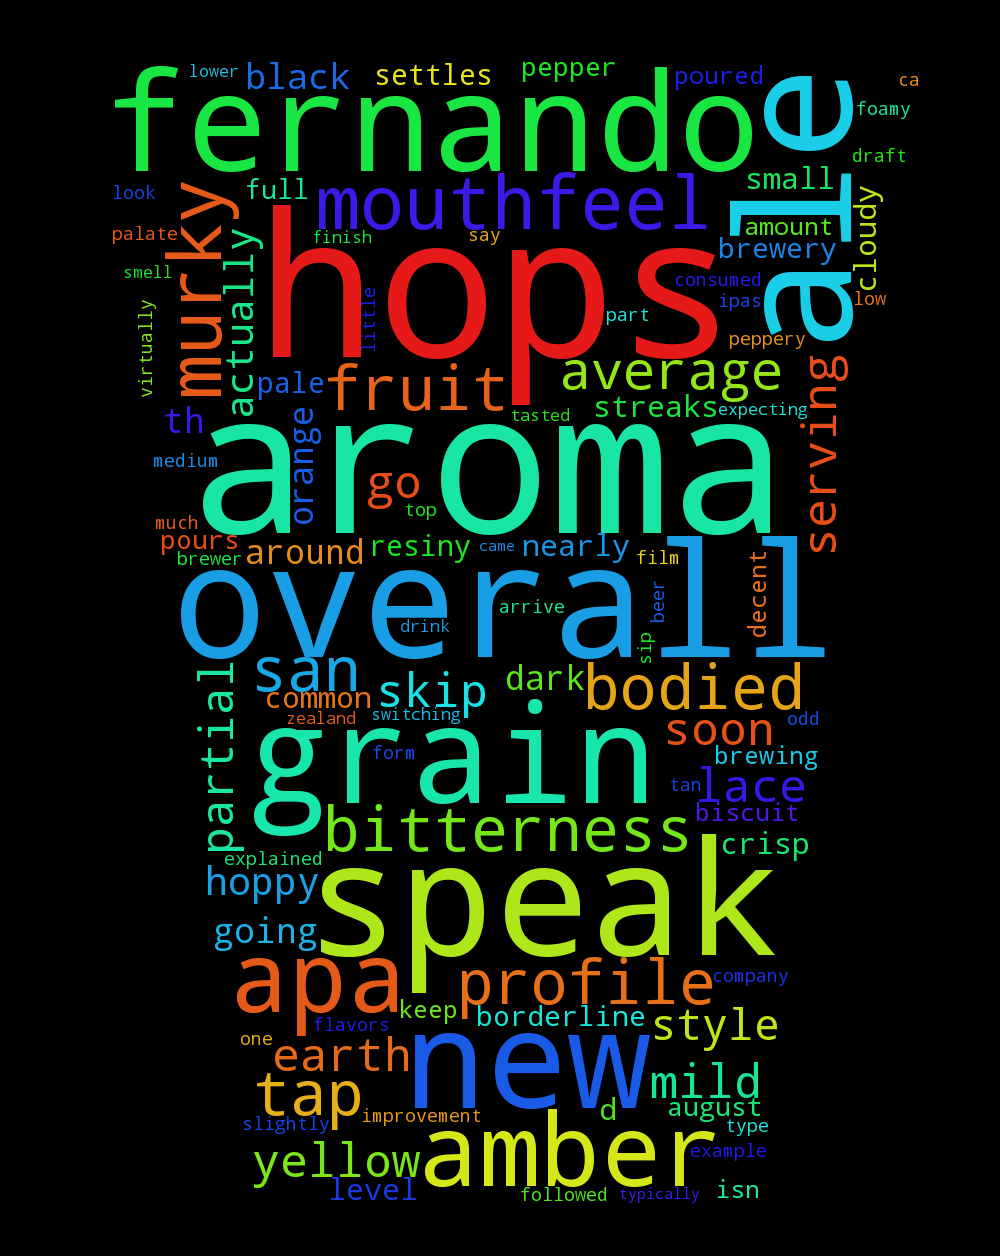 lower
black
settles
pepper
poured
ca
fernando
ale
foamy
draft
look
full
mouthfeel
small
murky
cloudy
palate
finish
say
amount
brewery
smell
actually
hops
consumed
little
ipas
low
virtually
part
peppery
pale
fruit
average
serving
th
orange
tasted
streaks
expecting
aroma
medium
go
top
much
pours
brewer
around
resiny
came
nearly
film
decent
overall
arrive
beer
drink
sip
san
partial
common
skip
dark
bodied
zealand
switching
soon
odd
grain
form
brewing
tan
lace
biscuit
bitterness
crisp
explained
hoppy
speak
going
apa
profile
company
keep
borderline
flavors
style
one
earth
new
tap
mild
d
august
slightly
improvement
type
amber
yellow
example
level
followed
typically
isn